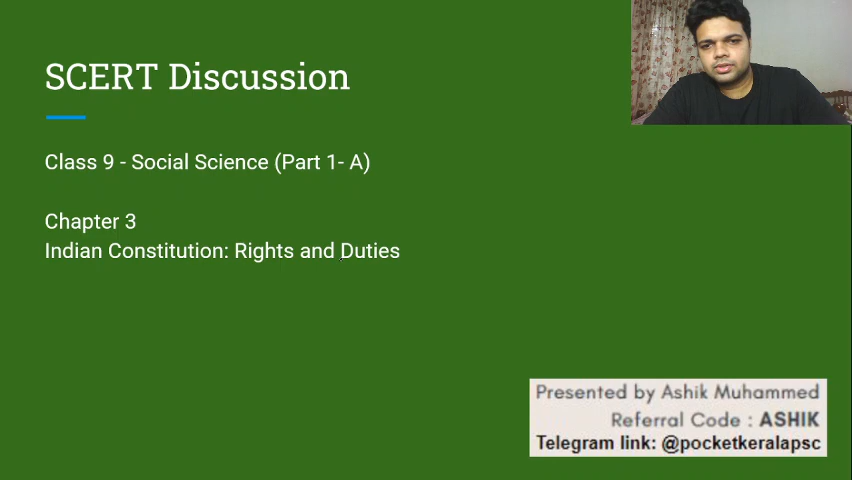 SCERT Discussion
Class 9 - Social Science (Part 1- A)
Chapter 3
Indian Constitution: Rights and Duties
Presented by Ashik Muhammed
Referral Code : ASHIK
Telegram link: @pocketkeralapsc